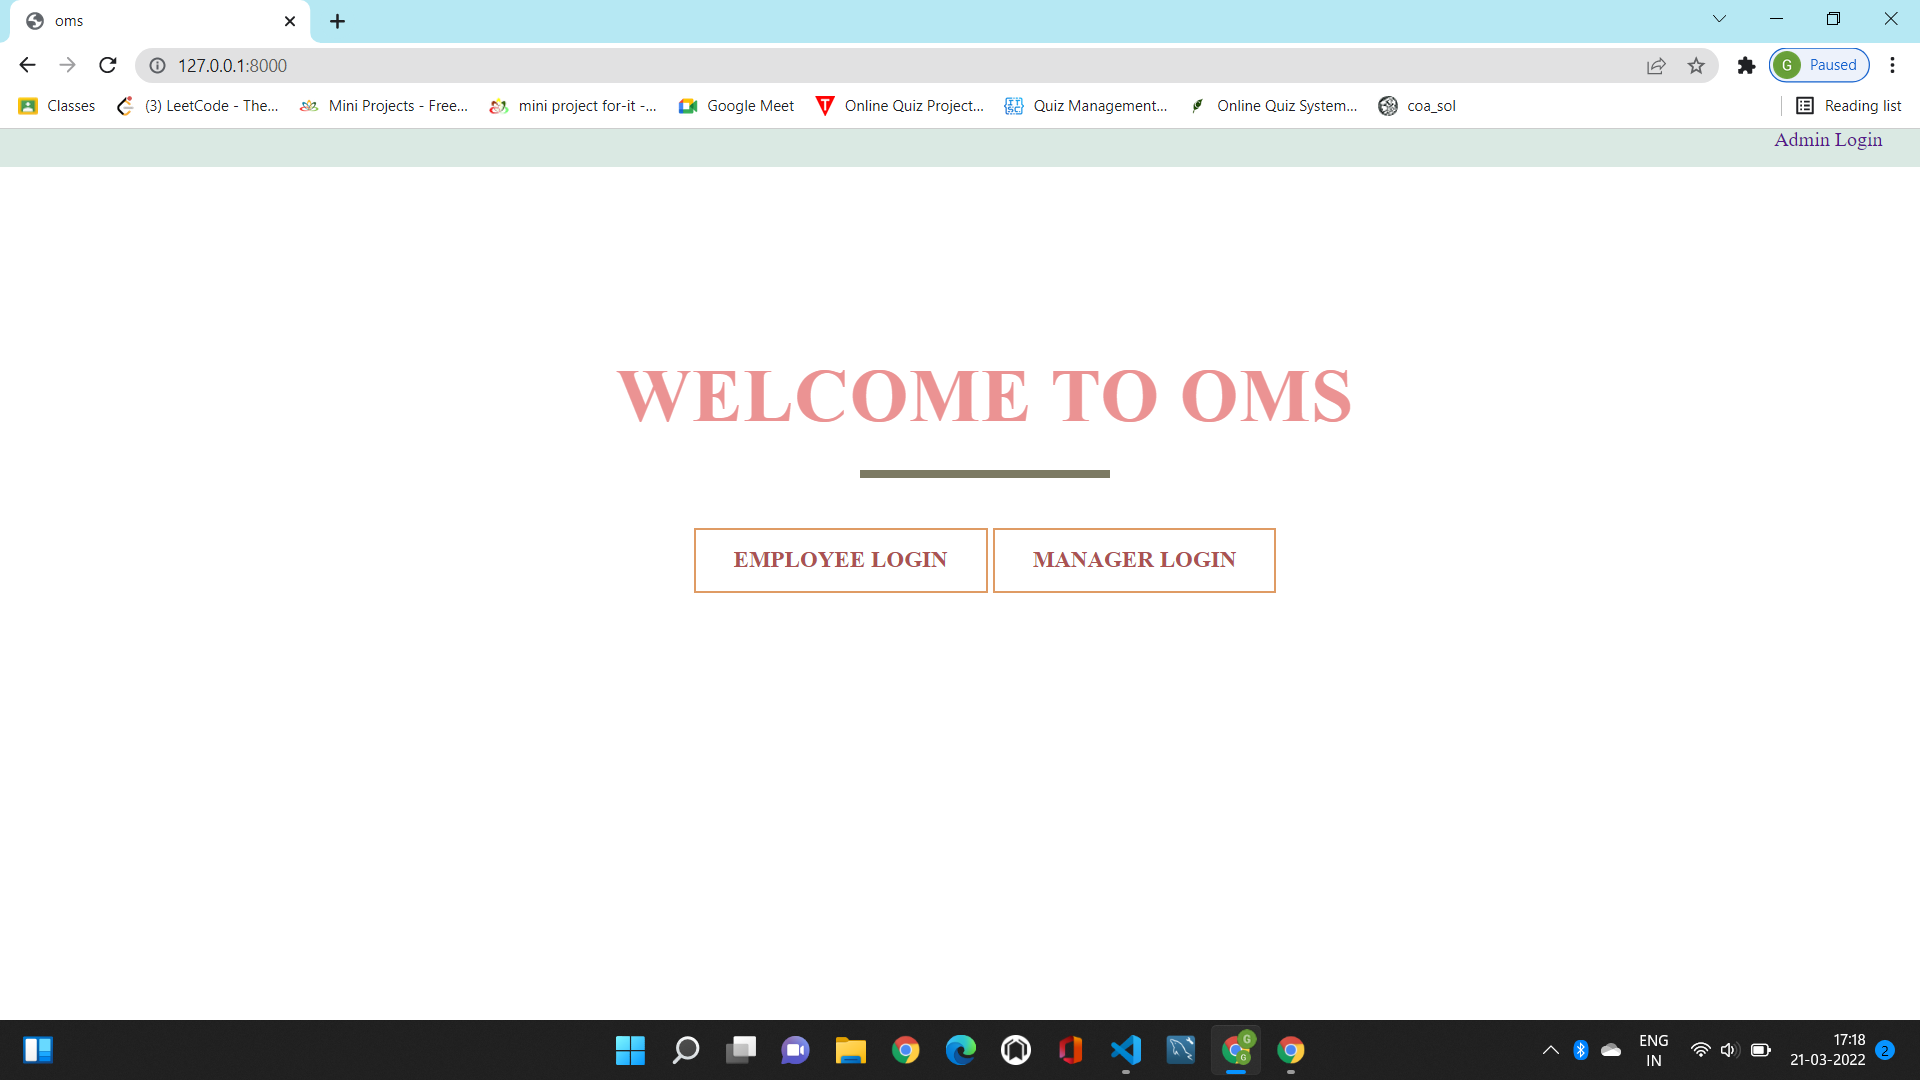 oms
127.0.0.1:8000
G Paused
Classes (3) LeetCode - The... Mini Projects - Free... mini project for-it -... Google Meet Online Quiz Project... Quiz Management... Online Quiz System... coa_sol Reading list
Admin Login
WELCOME TO OMS
EMPLOYEE LOGIN MANAGER LOGIN
ENG 17:18
IN 21-03-2022 2